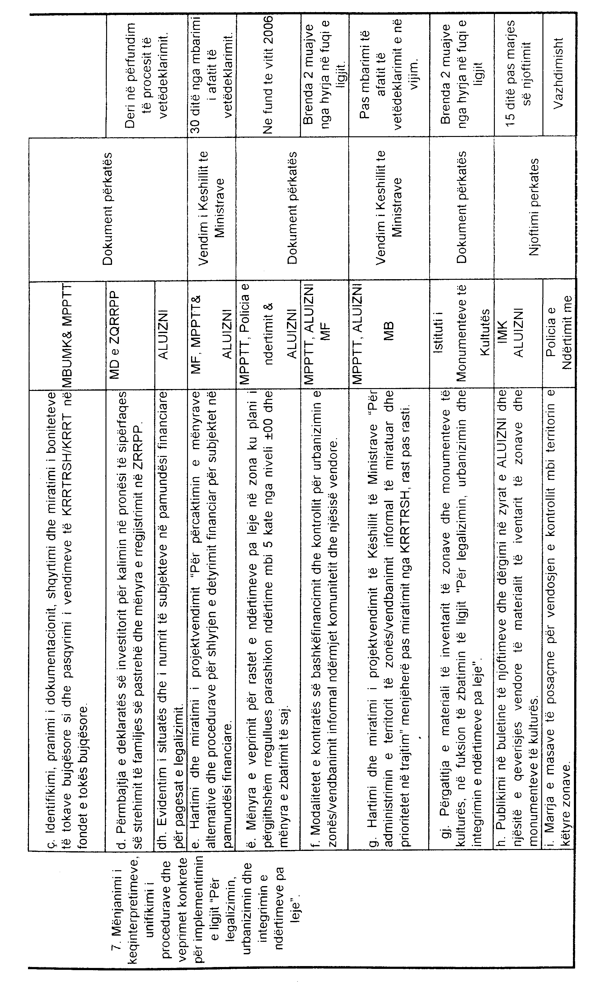 7. Mënjanimi i
keqinterpretimeve,
unifikimi i
procedurave dhe
veprimet konkrete
për implementimin
e ligjit “Për
legalizimin,
urbanizimin dhe
integrimin e
ndërtimeve pa
leje”.
ç. Identifikimi, pranimi i dokumentacionit, shqyrtimi dhe miratimi i boniteteve
të tokave bujqësore si dhe pasqyrimi i vendimeve të KRRTRSH/KRRT në
fondet e tokës bujqësore.
MBUMK& MPPTT
Dokument përkatës
d. Përmbajtja e deklaratës së investitorit për kalimin në pronësi të sipërfaqes
së strehimit të familjes së pastrehë dhe mënyra e rregjistrimit në ZRRPP.
MD e ZQRRPP
Deri në përfundim
të procesit të
vetëdeklarimit.
dh. Evidentim i situatës dhe i numrit të subjekteve në pamundësi financiare
për pagesat e legalizimit.
ALUIZNI
e. Hartimi dhe miratimi i projektvendimit “Për përcaktimin e mënyrave
alternative dhe procedurave për shlyrjen e detyrimit financiar për subjektet në
pamundësi financiare.
MF, MPPTT&
ALUIZNI
Vendim i Keshillit te
Ministrave
30 ditë nga mbarimi
i afatit të
vetëdeklarimit.
ë. Mënyra e veprimit për rastet e ndërtimeve pa leje në zona ku plani i
përgjithshëm rregullues parashikon ndërtime mbi 5 kate nga niveli ±00 dhe
mënyra e zbatimit të saj.
MPPTT, Policia e
ndertimit &
ALUIZNI
Dokument përkatës
Ne fund te vitit 2006
f. Modalitetet e kontratës së bashkëfinancimit dhe kontrollit për urbanizimin e
zonës/vendbanimit informal ndërmjet komunitetit dhe njësisë vendore.
MPPTT, ALUIZNI
MF
Brenda 2 muajve
nga hyrja në fuqi e
ligjit.
g. Hartimi dhe miratimi i projektvendimit të Këshillit të Ministrave “Për
administrimin e territorit të zonës/vendbanimit informal të miratuar dhe
prioritetet në trajtim” menjëherë pas miratimit nga KRRTRSH, rast pas rasti.
MPPTT, ALUIZNI
MB
Vendim i Keshillit te
Ministrave
Pas mbarimi të
afatit të
vetëdeklarimit e në
vijim.
gj. Përgatitja e materiali të inventarit të zonave dhe monumenteve të
kulturës, në fuksion të zbatimin të ligjit "Për legalizimin, urbanizimin dhe
integrimin e ndërtimeve pa leje".
Istituti i
Monumenteve të
Kultutës
Dokument përkatës
Brenda 2 muajve
nga hyrja në fuqi e
ligjit
h. Publikimi në buletine të njoftimeve dhe dërgimi në zyrat e ALUIZNI dhe
njësitë e qeverisjes vendore të materialit të iventarit të zonave dhe
monumenteve të kulturës.
IMK
ALUIZNI
Njoftimi perkates
15 ditë pas marjes
së njoftimit
i. Marrja e masave të posaçme për vendosjen e kontrollit mbi territorin e
këtyre zonave.
Policia e
Ndërtimit me
Vazhdimisht